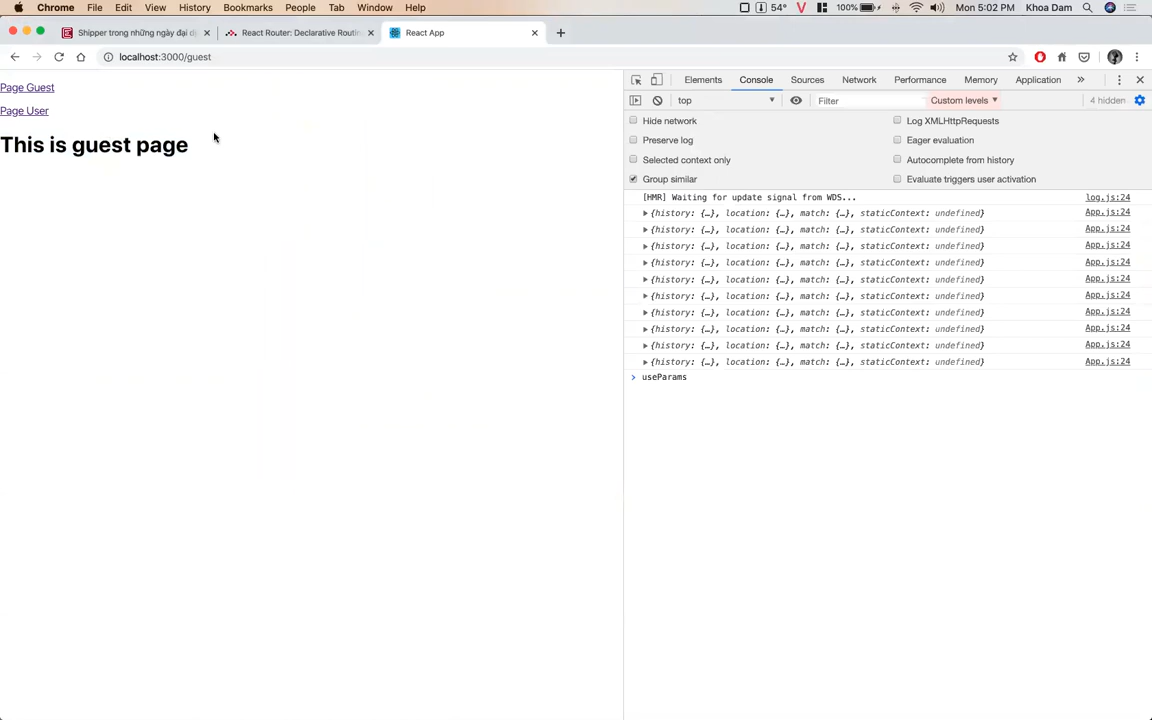 Chrome File Edit View History Bookmarks People Tab Window Help 54° 100% Mon 5:02 PM Khoa Dam
Shipper trong những ngày đại dị
React Router: Declarative Routin
React App
localhost:3000/guest
Page Guest
Page User
This is guest page
Elements Console Sources Network Performance Memory Application
top Filter Custom levels 4 hidden
Hide network Log XMLHttpRequests
Preserve log Eager evaluation
Selected context only Autocomplete from history
Group similar Evaluate triggers user activation
[HMR] Waiting for update signal from WDS... log.js:24
{history: {…}, location: {…}, match: {…}, staticContext: undefined} App.js:24
{history: {…}, location: {…}, match: {…}, staticContext: undefined} App.js:24
{history: {…}, location: {…}, match: {…}, staticContext: undefined} App.js:24
{history: {…}, location: {…}, match: {…}, staticContext: undefined} App.js:24
{history: {…}, location: {…}, match: {…}, staticContext: undefined} App.js:24
{history: {…}, location: {…}, match: {…}, staticContext: undefined} App.js:24
{history: {…}, location: {…}, match: {…}, staticContext: undefined} App.js:24
{history: {…}, location: {…}, match: {…}, staticContext: undefined} App.js:24
{history: {…}, location: {…}, match: {…}, staticContext: undefined} App.js:24
{history: {…}, location: {…}, match: {…}, staticContext: undefined} App.js:24
useParams